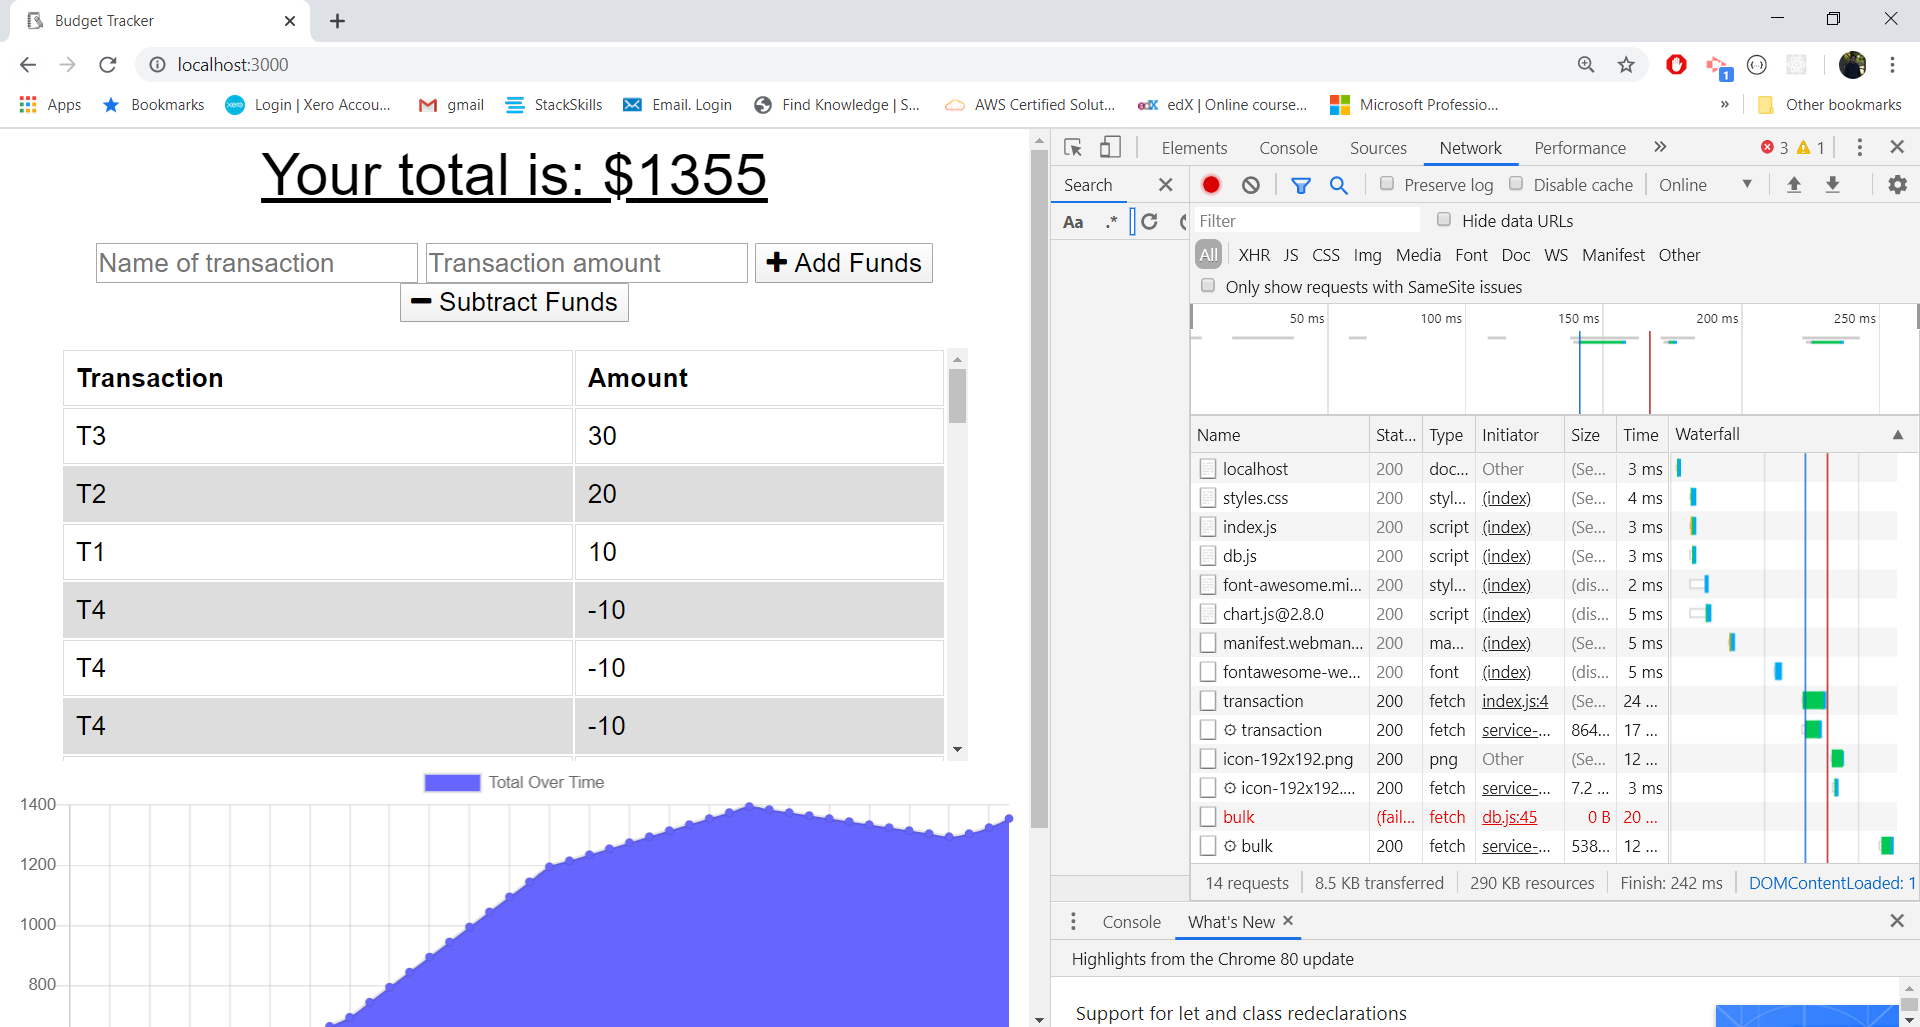 Budget Tracker
localhost:3000
Apps Bookmarks Login | Xero Accou... gmail StackSkills Email. Login Find Knowledge | S... AWS Certified Solut... edX | Online course... Microsoft Professio... » Other bookmarks
Your total is: $1355
Name of transaction Transaction amount Add Funds
Subtract Funds
Transaction Amount
T3 30
T2 20
T1 10
T4 -10
T4 -10
T4 -10
Total Over Time
1400
1200
1000
800
Elements Console Sources Network Performance » 3 1
Search
Aa .*
Preserve log Disable cache Online
Filter Hide data URLs
All XHR JS CSS Img Media Font Doc WS Manifest Other
Only show requests with SameSite issues
50 ms 100 ms 150 ms 200 ms 250 ms
Name Stat... Type Initiator Size Time Waterfall
localhost 200 doc... Other (Se... 3 ms
styles.css 200 styl... (index) (Se... 4 ms
index.js 200 script (index) (Se... 3 ms
db.js 200 script (index) (Se... 3 ms
font-awesome.mi... 200 styl... (index) (dis... 2 ms
chart.js@2.8.0 200 script (index) (dis... 5 ms
manifest.webman... 200 ma... (index) (Se... 5 ms
fontawesome-we... 200 font (index) (dis... 5 ms
transaction 200 fetch index.js:4 (Se... 24 ...
transaction 200 fetch service-... 864... 17 ...
icon-192x192.png 200 png Other (Se... 12 ...
icon-192x192.... 200 fetch service-... 7.2 ... 3 ms
bulk (fail... fetch db.js:45 0 B 20 ...
bulk 200 fetch service-... 538... 12 ...
14 requests 8.5 KB transferred 290 KB resources Finish: 242 ms DOMContentLoaded: 1
Console What's New
Highlights from the Chrome 80 update
Support for let and class redeclarations